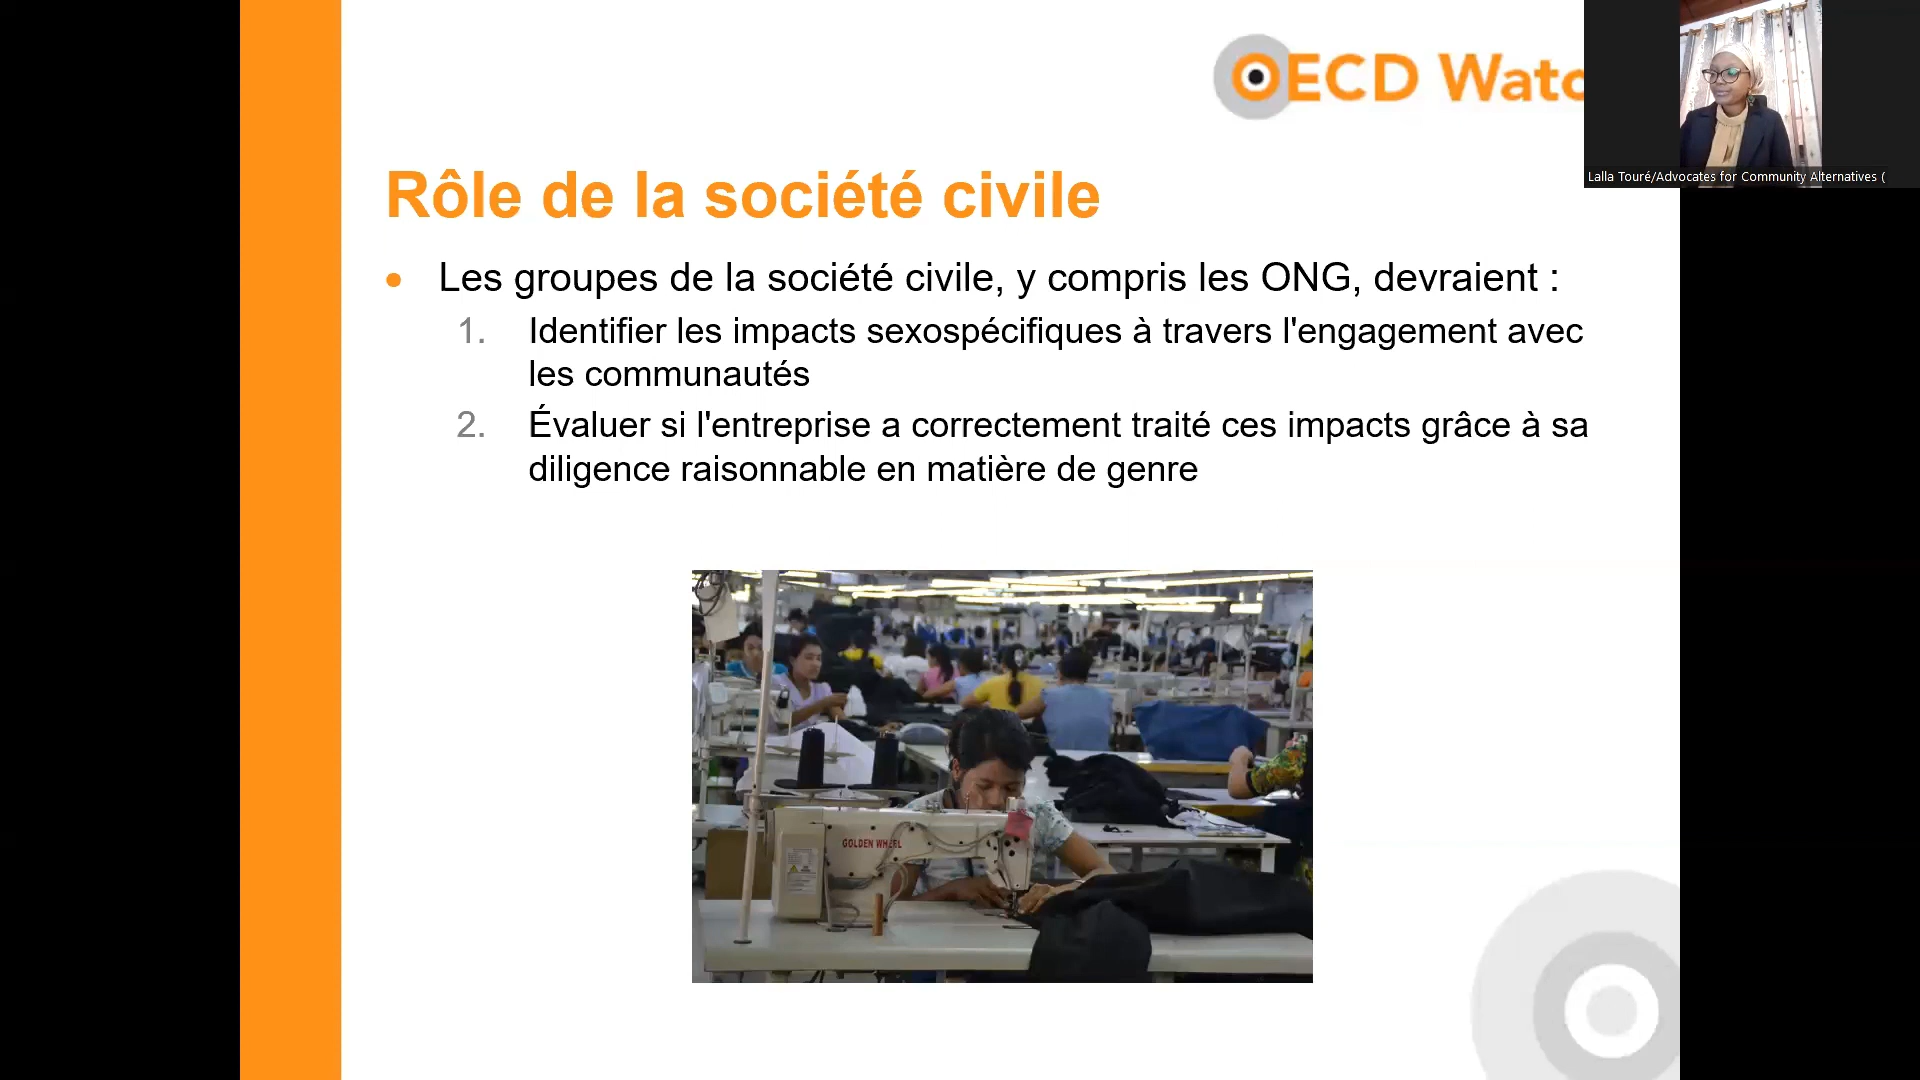 OECD Watc
Lalla Touré/Advocates for Community Alternatives (
Rôle de la société civile
• Les groupes de la société civile, y compris les ONG, devraient :
1. Identifier les impacts sexospécifiques à travers l'engagement avec
les communautés
2. Évaluer si l'entreprise a correctement traité ces impacts grâce à sa
diligence raisonnable en matière de genre
GOLDEN WHEEL